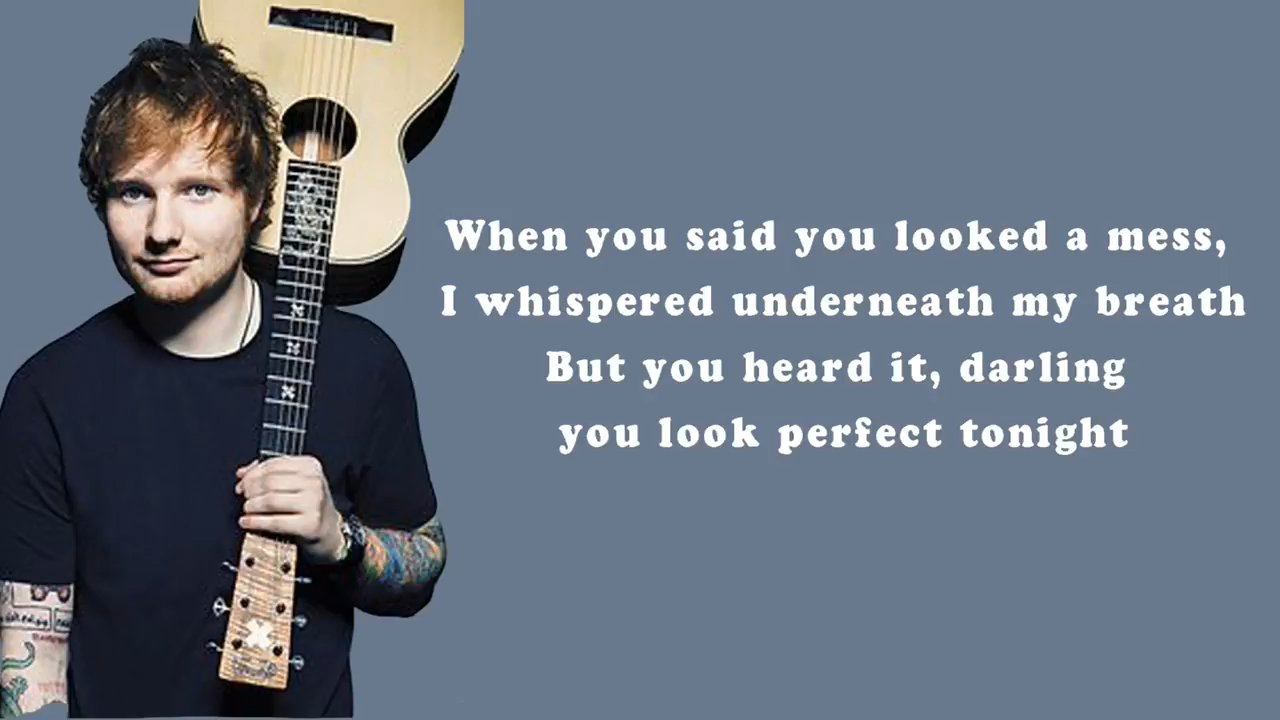 When you said you looked a mess,
I whispered underneath my breath
But you heard it, darling
you look perfect tonight